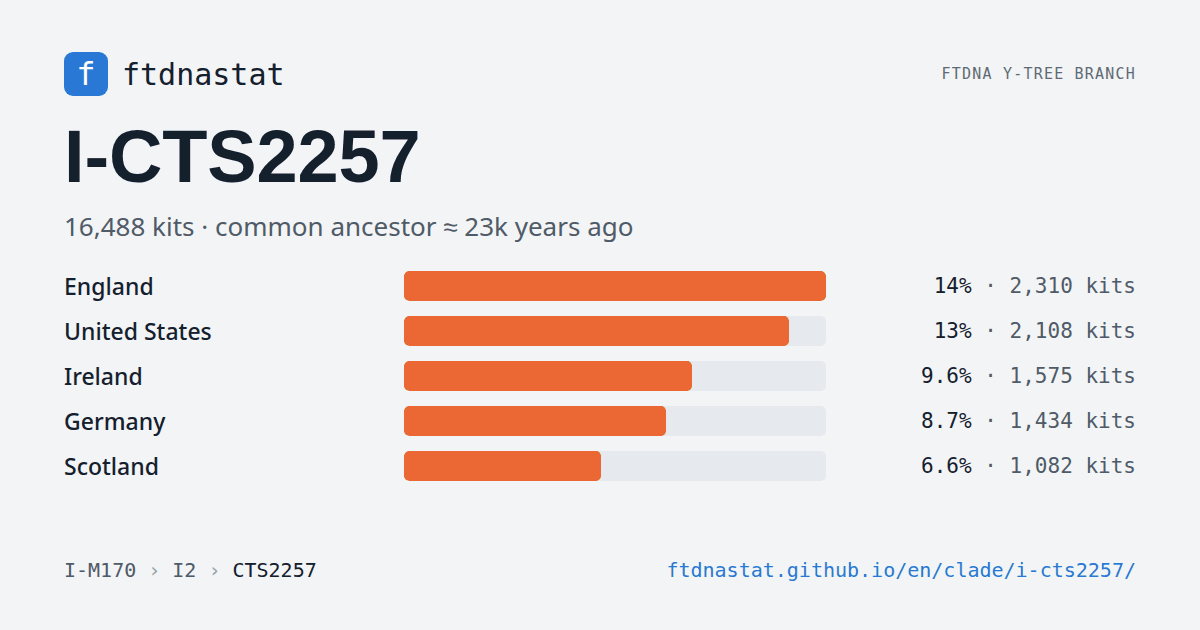 f ftdnastat
FTDNA Y-TREE BRANCH
I-CTS2257
16,488 kits · common ancestor ≈ 23k years ago
England 14% · 2,310 kits
United States 13% · 2,108 kits
Ireland 9.6% · 1,575 kits
Germany 8.7% · 1,434 kits
Scotland 6.6% · 1,082 kits
I-M170 › I2 › CTS2257
ftdnastat.github.io/en/clade/i-cts2257/